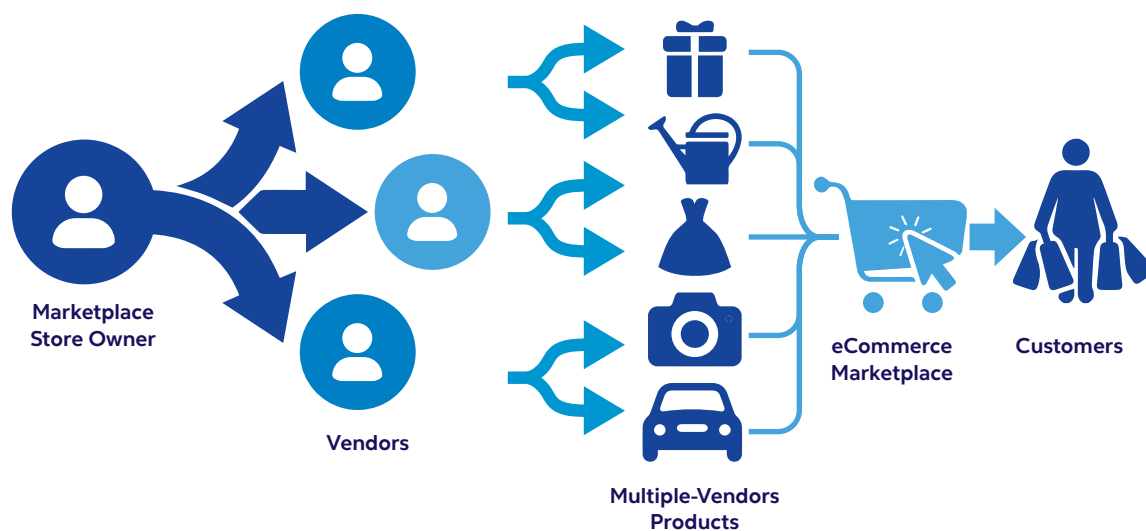 Marketplace
Store Owner
Vendors
Multiple-Vendors
Products
eCommerce
Marketplace
Customers